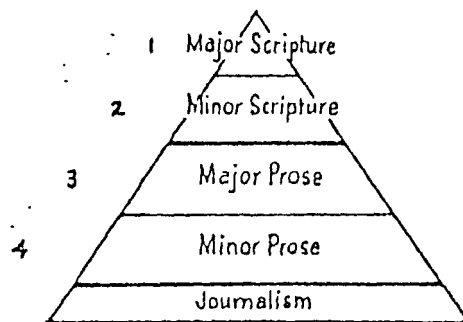 1 Major Scripture
2 Minor Scripture
3 Major Prose
4 Minor Prose
Journalism